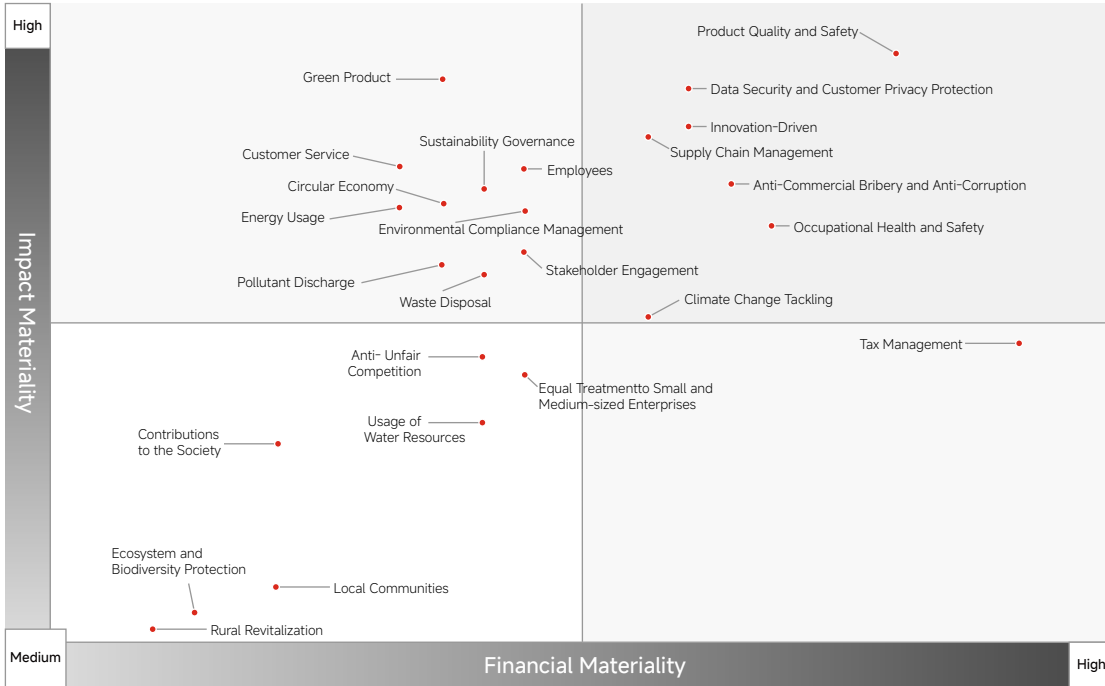 High
Product Quality and Safety
Green Product
Data Security and Customer Privacy Protection
Innovation-Driven
Sustainability Governance
Supply Chain Management
Customer Service
Employees
Circular Economy
Anti-Commercial Bribery and Anti-Corruption
Energy Usage
Environmental Compliance Management
Occupational Health and Safety
Stakeholder Engagement
Pollutant Discharge
Waste Disposal
Climate Change Tackling
Impact Materiality
Tax Management
Anti- Unfair
Competition
Equal Treatmentto Small and
Medium-sized Enterprises
Usage of
Water Resources
Contributions
to the Society
Ecosystem and
Biodiversity Protection
Local Communities
Rural Revitalization
Medium
Financial Materiality
High